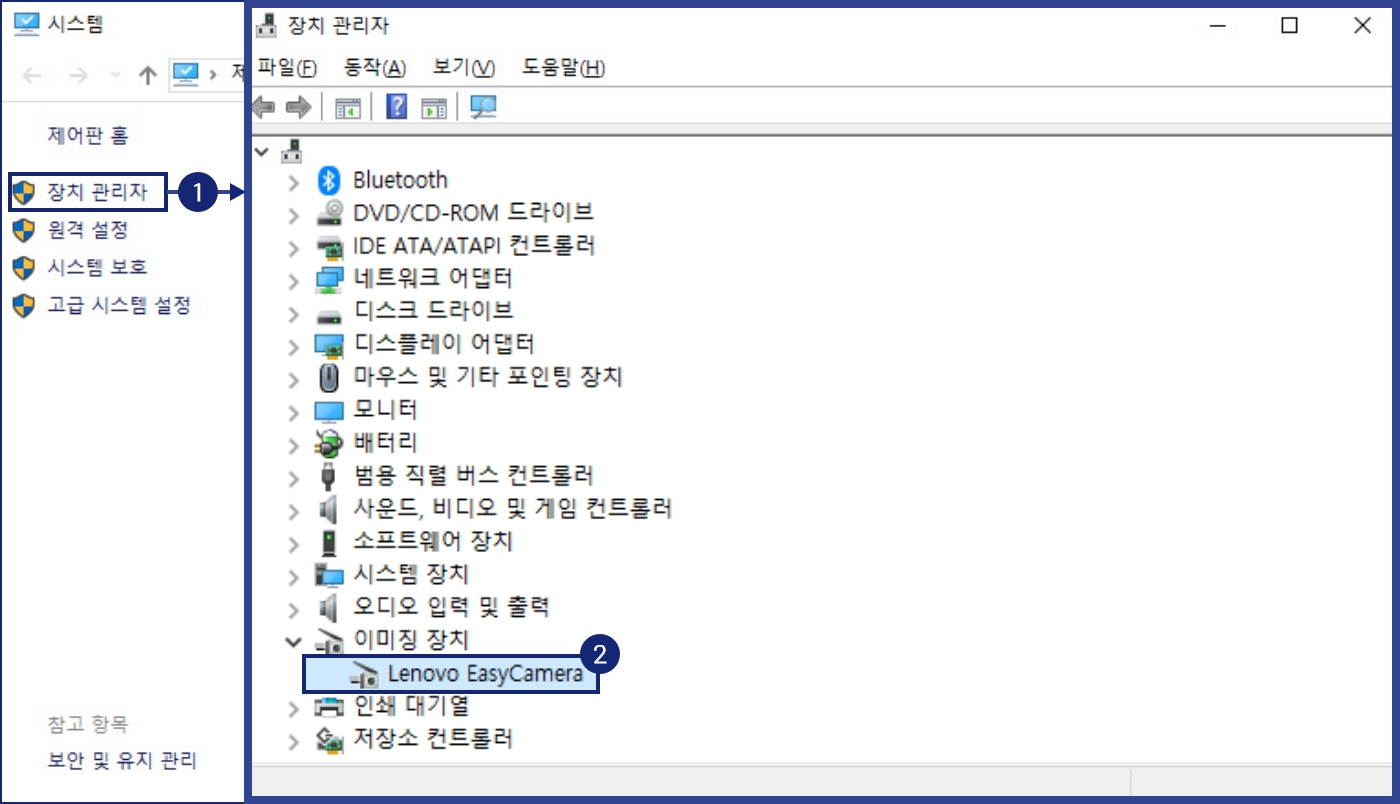 시스템
제어판 홈
장치 관리자
1
원격 설정
시스템 보호
고급 시스템 설정
참고 항목
보안 및 유지 관리
장치 관리자
파일(F) 동작(A) 보기(V) 도움말(H)
Bluetooth
DVD/CD-ROM 드라이브
IDE ATA/ATAPI 컨트롤러
네트워크 어댑터
디스크 드라이브
디스플레이 어댑터
마우스 및 기타 포인팅 장치
모니터
배터리
범용 직렬 버스 컨트롤러
사운드, 비디오 및 게임 컨트롤러
소프트웨어 장치
시스템 장치
오디오 입력 및 출력
이미징 장치
Lenovo EasyCamera
2
인쇄 대기열
저장소 컨트롤러